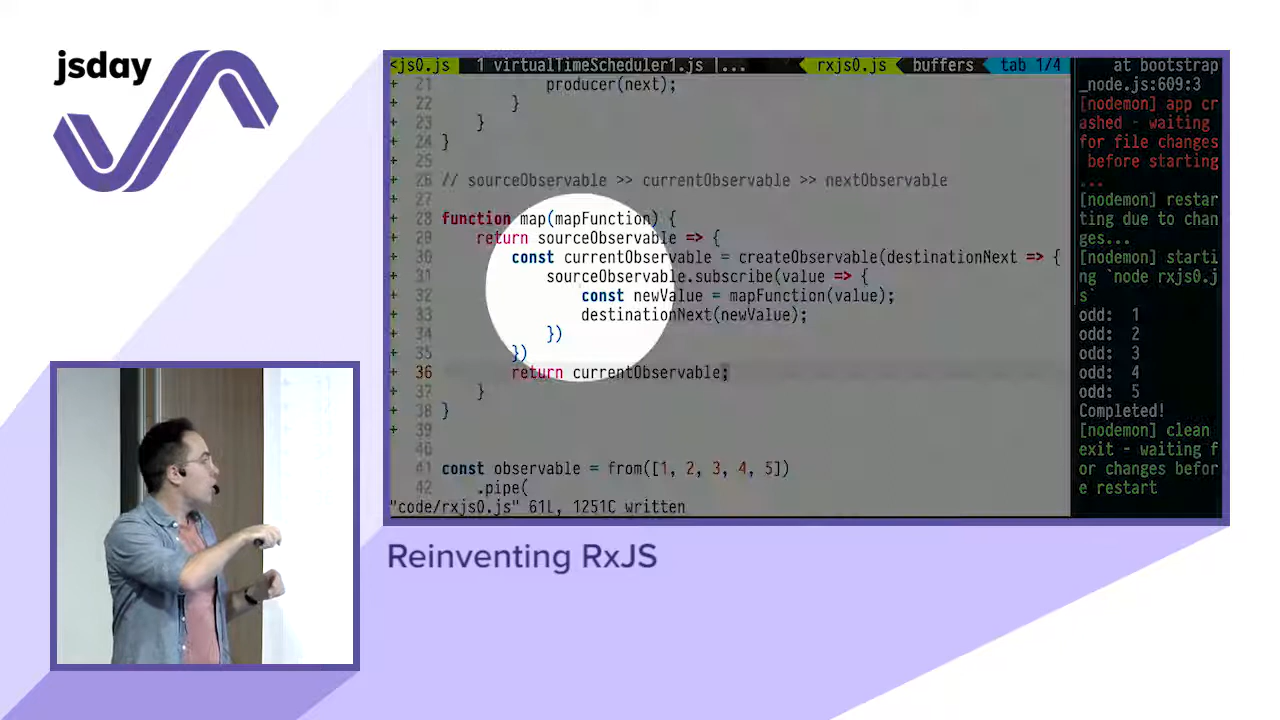 jsday
<js0.js 1 virtualTimeScheduler1.js |... rxjs0.js buffers tab 1/4
+ 21 producer(next);
+ 22 }
+ 23 }
+ 24 }
+ 25
+ 26 // sourceObservable >> currentObservable >> nextObservable
+ 27
+ 28 function map(mapFunction) {
+ 29 return sourceObservable => {
+ 30 const currentObservable = createObservable(destinationNext => {
+ 31 sourceObservable.subscribe(value => {
+ 32 const newValue = mapFunction(value);
+ 33 destinationNext(newValue);
+ 34 })
+ 35 })
+ 36 return currentObservable;
+ 37 }
+ 38 }
+ 39
40
41 const observable = from([1, 2, 3, 4, 5])
42 .pipe(
"code/rxjs0.js" 61L, 1251C written
at bootstrap
_node.js:609:3
[nodemon] app cr
ashed - waiting
for file changes
before starting
...
[nodemon] restar
ting due to chan
ges...
[nodemon] starti
ng `node rxjs0.j
s`
odd: 1
odd: 2
odd: 3
odd: 4
odd: 5
Completed!
[nodemon] clean
exit - waiting f
or changes befor
e restart
Reinventing RxJS